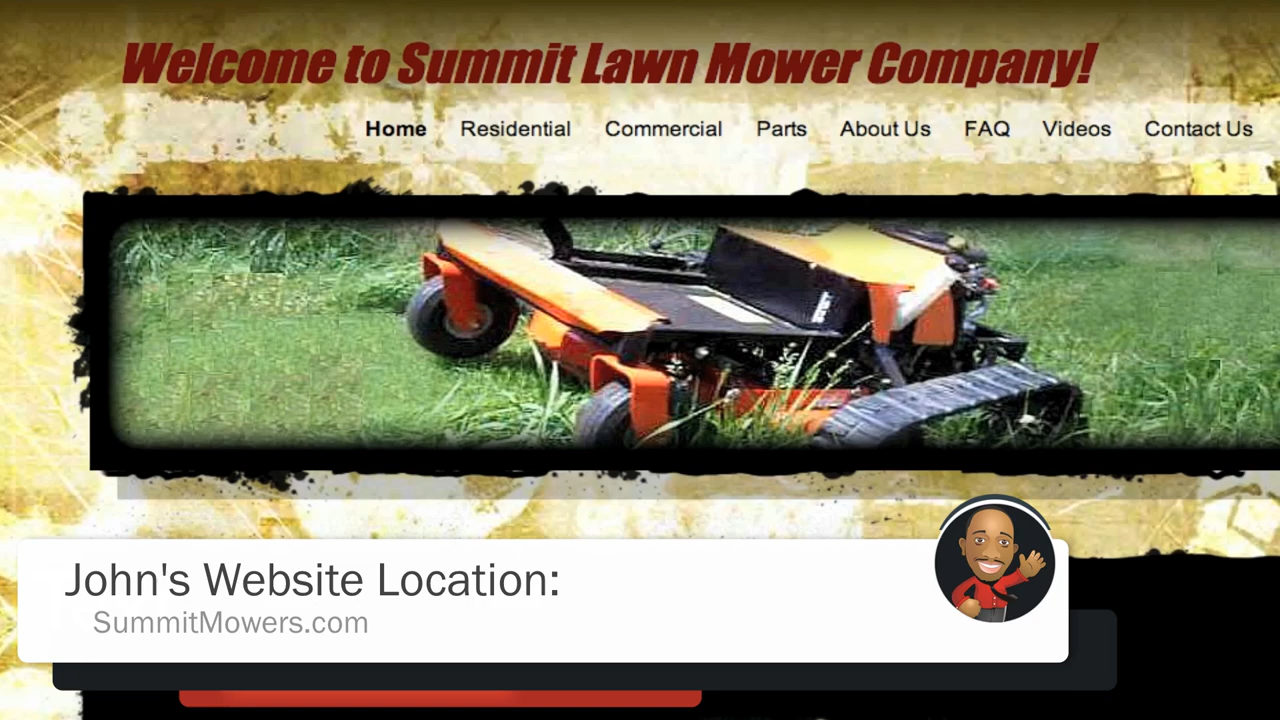 Welcome to Summit Lawn Mower Company!
Home Residential Commercial Parts About Us FAQ Videos Contact Us
John's Website Location:
SummitMowers.com